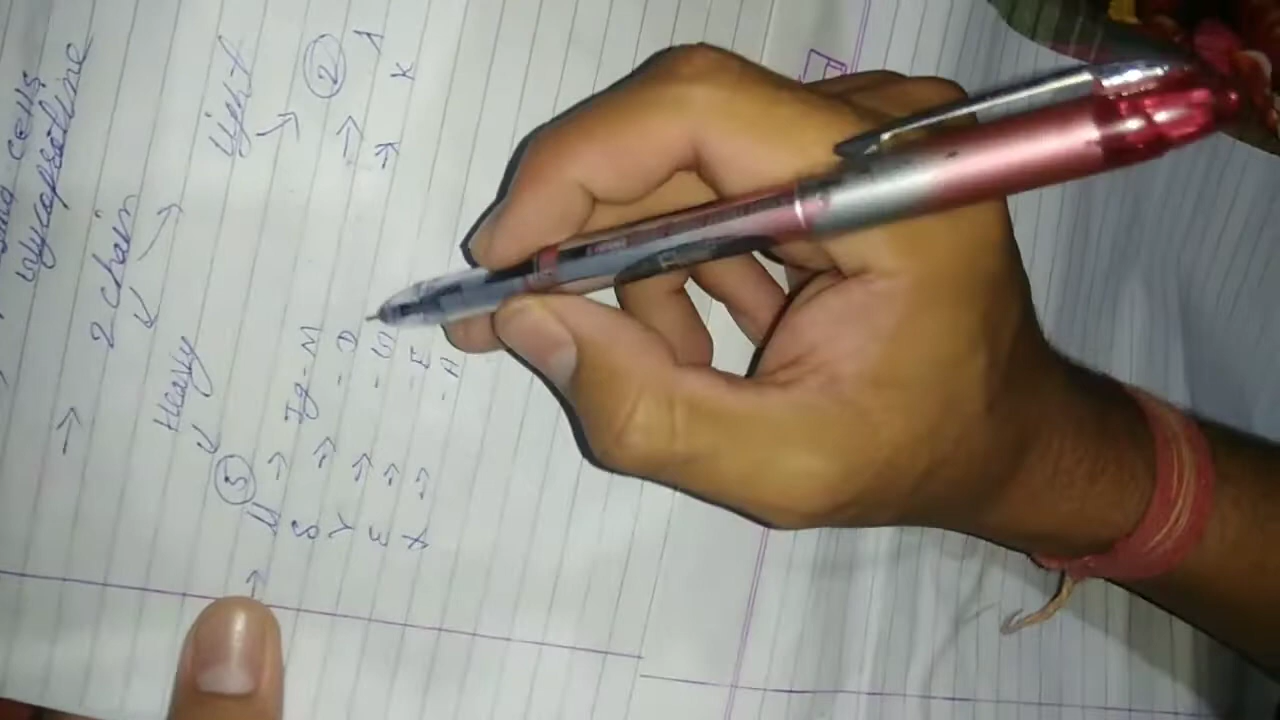 cells
Glycoprotine
→ 2 chain
Heavy Light
⑤ ②
→ M ⇒ Ig - M
δ ⇒ - D
γ ⇒ - G
ε ⇒ - E
α ⇒ - A
⇒ λ
→ K